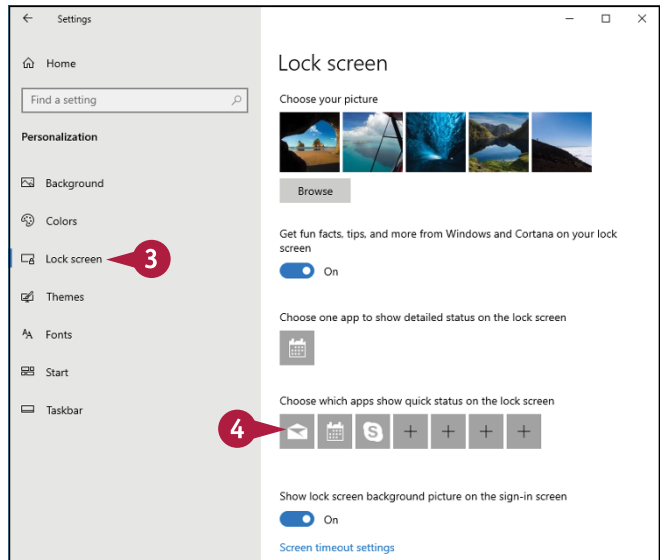 Settings
Home
Find a setting
Personalization
Background
Colors
Lock screen
3
Themes
Fonts
Start
Taskbar
Lock screen
Choose your picture
Browse
Get fun facts, tips, and more from Windows and Cortana on your lock
screen
On
Choose one app to show detailed status on the lock screen
Choose which apps show quick status on the lock screen
4
Show lock screen background picture on the sign-in screen
On
Screen timeout settings